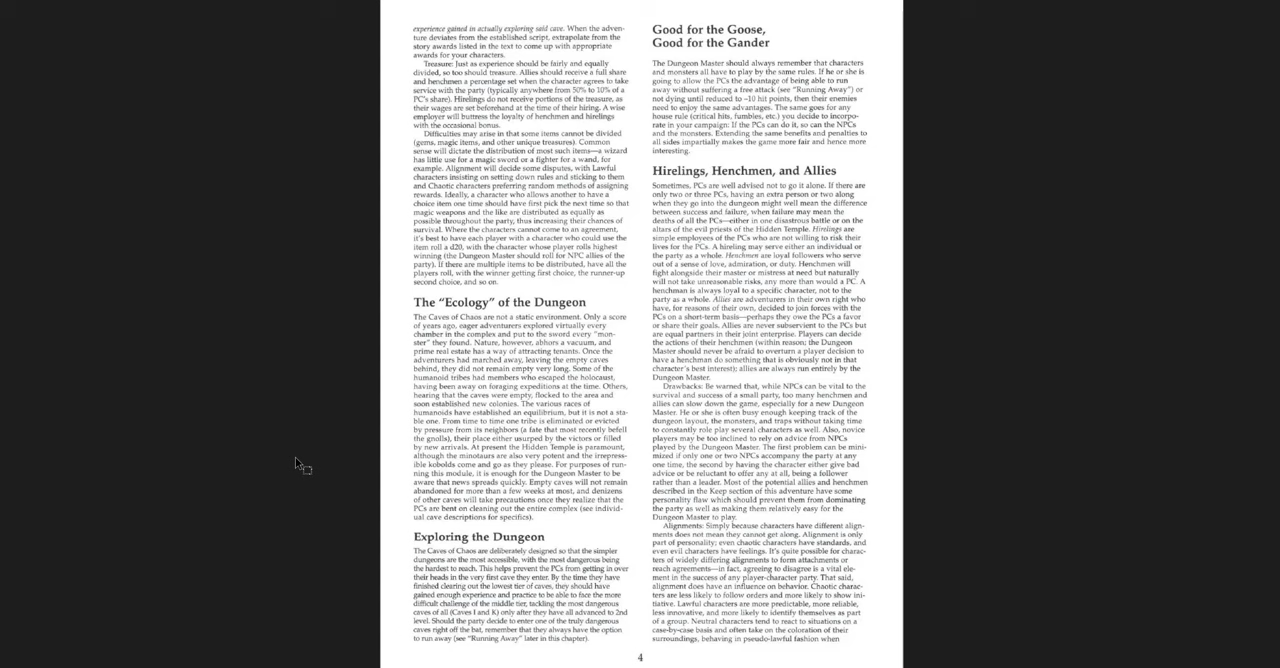 experience gained in actually exploring said cave. When the adven-
ture deviates from the established script, extrapolate from the
story awards listed in the text to come up with appropriate
awards for your characters.
Treasure: Just as experience should be fairly and equally
divided, so too should treasure. Allies should receive a full share
and henchmen a percentage set when the character agrees to take
service with the party (typically anywhere from 50% to 10% of a
PC's share). Hirelings do not receive portions of the treasure, as
their wages are set beforehand at the time of their hiring. A wise
employer will buttress the loyalty of henchmen and hirelings
with the occasional bonus.
Difficulties may arise in that some items cannot be divided
(gems, magic items, and other unique treasures). Common
sense will dictate the distribution of most such items—a wizard
has little use for a magic sword or a fighter for a wand, for
example. Alignment will decide some disputes, with Lawful
characters insisting on setting down rules and sticking to them
and Chaotic characters preferring random methods of assigning
rewards. Ideally, a character who allows another to have a
choice item one time should have first pick the next time so that
magic weapons and the like are distributed as equally as
possible throughout the party, thus increasing their chances of
survival. Where the characters cannot come to an agreement,
it's best to have each player with a character who could use the
item roll a d20, with the character whose player rolls highest
winning (the Dungeon Master should roll for NPC allies of the
party). If there are multiple items to be distributed, have all the
players roll, with the winner getting first choice, the runner-up
second choice, and so on.
The "Ecology" of the Dungeon
The Caves of Chaos are not a static environment. Only a score
of years ago, eager adventurers explored virtually every
chamber in the complex and put to the sword every "mon-
ster" they found. Nature, however, abhors a vacuum, and
prime real estate has a way of attracting tenants. Once the
adventurers had marched away, leaving the empty caves
behind, they did not remain empty very long. Some of the
humanoid tribes had members who escaped the holocaust,
having been away on foraging expeditions at the time. Others,
hearing that the caves were empty, flocked to the area and
soon established new colonies. The various races of
humanoids have established an equilibrium, but it is not a sta-
ble one. From time to time one tribe is eliminated or evicted
by pressure from its neighbors (a fate that most recently befell
the gnolls), their place either usurped by the victors or filled
by new arrivals. At present the Hidden Temple is paramount,
although the minotaurs are also very potent and the irrepress-
ible kobolds come and go as they please. For purposes of run-
ning this module, it is enough for the Dungeon Master to be
aware that news spreads quickly. Empty caves will not remain
abandoned for more than a few weeks at most, and denizens
of other caves will take precautions once they realize that the
PCs are bent on cleaning out the entire complex (see individ-
ual cave descriptions for specifics).
Exploring the Dungeon
The Caves of Chaos are deliberately designed so that the simpler
dungeons are the most accessible, with the most dangerous being
the hardest to reach. This helps prevent the PCs from getting in over
their heads in the very first cave they enter. By the time they have
finished clearing out the lowest tier of caves, they should have
gained enough experience and practice to be able to face the more
difficult challenge of the middle tier, tackling the most dangerous
caves of all (Caves I and K) only after they have all advanced to 2nd
level. Should the party decide to enter one of the truly dangerous
caves right off the bat, remember that they always have the option
to run away (see "Running Away" later in this chapter).
Good for the Goose,
Good for the Gander
The Dungeon Master should always remember that characters
and monsters all have to play by the same rules. If he or she is
going to allow the PCs the advantage of being able to run
away without suffering a free attack (see "Running Away") or
not dying until reduced to –10 hit points, then their enemies
need to enjoy the same advantages. The same goes for any
house rule (critical hits, fumbles, etc.) you decide to incorpo-
rate in your campaign: If the PCs can do it, so can the NPCs
and the monsters. Extending the same benefits and penalties to
all sides impartially makes the game more fair and hence more
interesting.
Hirelings, Henchmen, and Allies
Sometimes, PCs are well advised not to go it alone. If there are
only two or three PCs, having an extra person or two along
when they go into the dungeon might well mean the difference
between success and failure, when failure may mean the
deaths of all the PCs—either in one disastrous battle or on the
altars of the evil priests of the Hidden Temple. Hirelings are
simple employees of the PCs who are not willing to risk their
lives for the PCs. A hireling may serve either an individual or
the party as a whole. Henchmen are loyal followers who serve
out of a sense of love, admiration, or duty. Henchmen will
fight alongside their master or mistress at need but naturally
will not take unreasonable risks, any more than would a PC. A
henchman is always loyal to a specific character, not to the
party as a whole. Allies are adventurers in their own right who
have, for reasons of their own, decided to join forces with the
PCs on a short-term basis—perhaps they owe the PCs a favor
or share their goals. Allies are never subservient to the PCs but
are equal partners in their joint enterprise. Players can decide
the actions of their henchmen (within reason; the Dungeon
Master should never be afraid to overturn a player decision to
have a henchman do something that is obviously not in that
character's best interest); allies are always run entirely by the
Dungeon Master.
Drawbacks: Be warned that, while NPCs can be vital to the
survival and success of a small party, too many henchmen and
allies can slow down the game, especially for a new Dungeon
Master. He or she is often busy enough keeping track of the
dungeon layout, the monsters, and traps without taking time
to constantly role play several characters as well. Also, novice
players may be too inclined to rely on advice from NPCs
played by the Dungeon Master. The first problem can be mini-
mized if only one or two NPCs accompany the party at any
one time, the second by having the character either give bad
advice or be reluctant to offer any at all, being a follower
rather than a leader. Most of the potential allies and henchmen
described in the Keep section of this adventure have some
personality flaw which should prevent them from dominating
the party as well as making them relatively easy for the
Dungeon Master to play.
Alignments: Simply because characters have different align-
ments does not mean they cannot get along. Alignment is only
part of personality; even chaotic characters have standards, and
even evil characters have feelings. It's quite possible for charac-
ters of widely differing alignments to form attachments or
reach agreements—in fact, agreeing to disagree is a vital ele-
ment in the success of any player-character party. That said,
alignment does have an influence on behavior. Chaotic charac-
ters are less likely to follow orders and more likely to show ini-
tiative. Lawful characters are more predictable, more reliable,
less innovative, and more likely to identify themselves as part
of a group. Neutral characters tend to react to situations on a
case-by-case basis and often take on the coloration of their
surroundings, behaving in pseudo-lawful fashion when
4